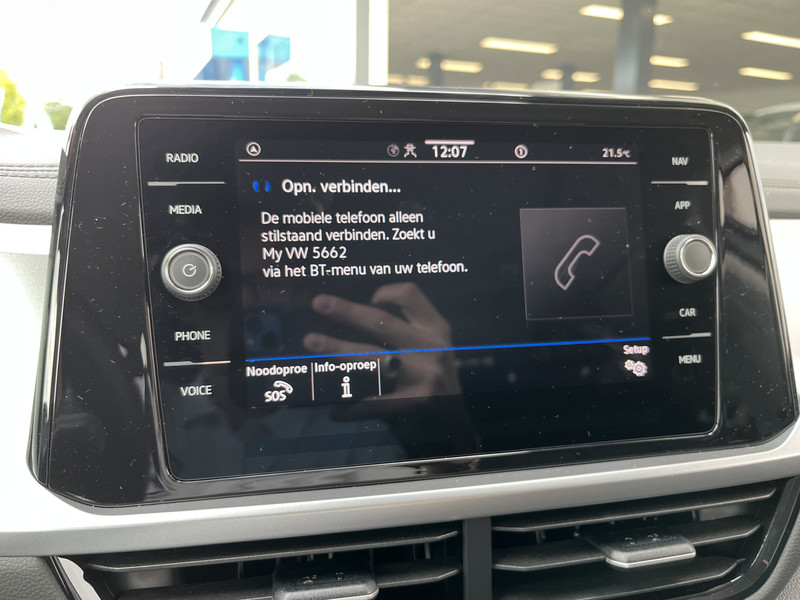 RADIO
MEDIA
PHONE
VOICE
12:07
1
21.5°C
Opn. verbinden...
De mobiele telefoon alleen
stilstaand verbinden. Zoekt u
My VW 5662
via het BT-menu van uw telefoon.
Noodoproe
SOS
Info-oproep
i
Setup
NAV
APP
CAR
MENU